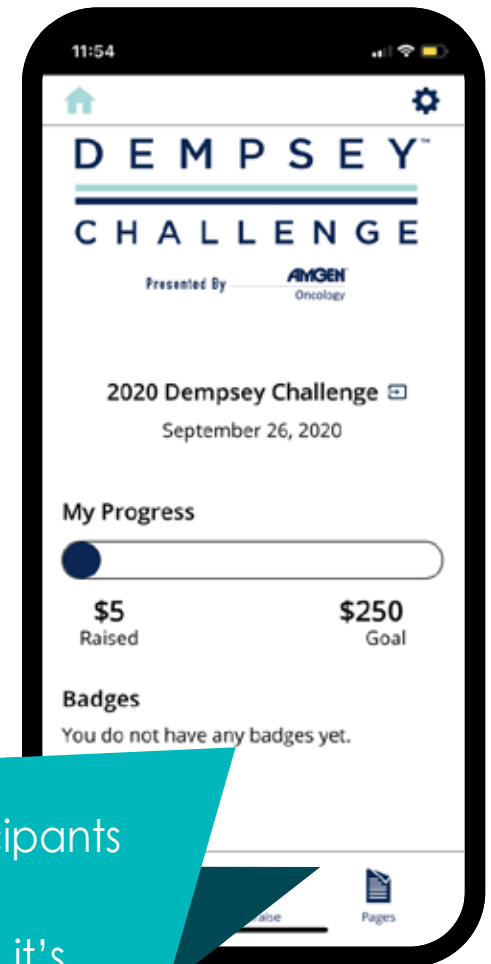 11:54
DEMPSEY™
CHALLENGE
Presented By AMGEN®
Oncology
2020 Dempsey Challenge
September 26, 2020
My Progress
$5 $250
Raised Goal
Badges
You do not have any badges yet.
Pages
it's